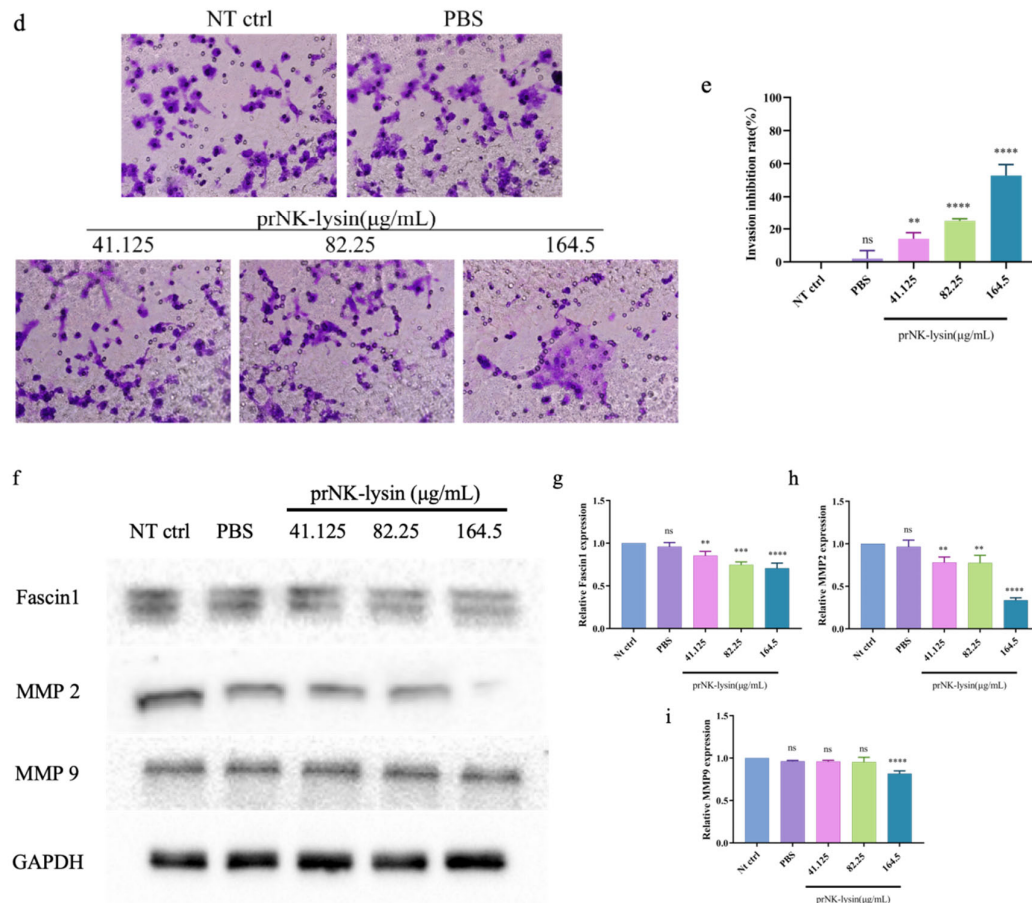 d
NT ctrl PBS
prNK-lysin(μg/mL)
41.125 82.25 164.5
e
Invasion inhibition rate(%)
100
80
60
40
20
0
ns
**
****
****
NT ctrl PBS 41.125 82.25 164.5
prNK-lysin(μg/mL)
f
prNK-lysin (μg/mL)
NT ctrl PBS 41.125 82.25 164.5
Fascin1
MMP 2
MMP 9
GAPDH
g
Relative Fascin1 expression
1.5
1.0
0.5
0.0
ns
**
***
****
Nt ctrl PBS 41.125 82.25 164.5
prNK-lysin(μg/mL)
h
Relative MMP2 expression
1.5
1.0
0.5
0.0
ns
**
**
****
Nt ctrl PBS 41.125 82.25 164.5
prNK-lysin(μg/mL)
i
Relative MMP9 expression
1.5
1.0
0.5
0.0
ns
ns
ns
****
Nt ctrl PBS 41.125 82.25 164.5
prNK-lysin(μg/mL)